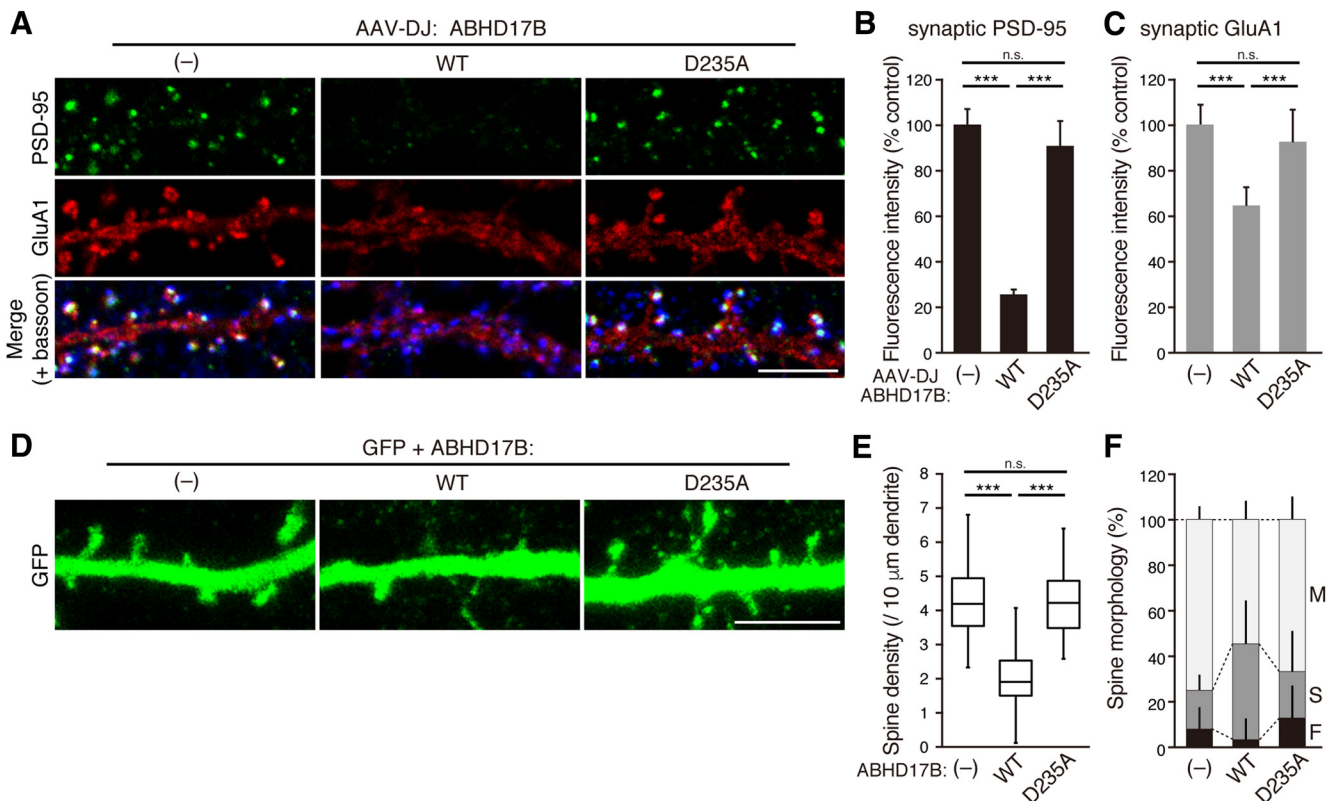 A
AAV-DJ: ABHD17B
(–)
WT
D235A
PSD-95
GluA1
Merge
(+ bassoon)
B
synaptic PSD-95
n.s.
*** ***
Fluorescence intensity (% control)
120
100
80
60
40
20
0
AAV-DJ
ABHD17B:
(–)
WT
D235A
C
synaptic GluA1
n.s.
*** ***
Fluorescence intensity (% control)
120
100
80
60
40
20
0
(–)
WT
D235A
D
GFP + ABHD17B:
(–)
WT
D235A
GFP
E
n.s.
*** ***
Spine density (/ 10 μm dendrite)
8
7
6
5
4
3
2
1
0
ABHD17B:
(–)
WT
D235A
F
Spine morphology (%)
120
100
80
60
40
20
0
M
S
F
(–)
WT
D235A